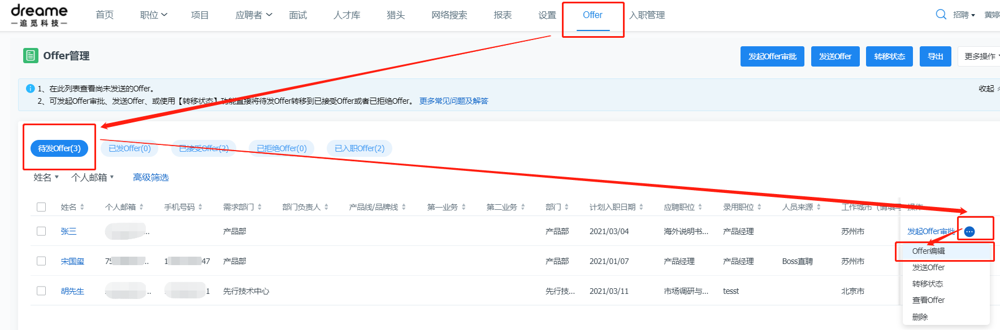 dreame
追觅科技
首页 职位 项目 应聘者 面试 人才库 猎头 网络搜索 报表 设置 Offer 入职管理 招聘 黄婷
Offer管理
发起Offer审批 发送Offer 转移状态 导出 更多操作
1、在此列表查看尚未发送的Offer。 收起
2、可发起Offer审批、发送Offer、或使用【转移状态】功能直接将待发Offer转移到已接受Offer或者已拒绝Offer。 更多常见问题及解答
待发Offer(3) 已发Offer(0) 已接受Offer(2) 已拒绝Offer(0) 已入职Offer(2)
姓名 个人邮箱 高级筛选
姓名 个人邮箱 手机号码 需求部门 部门负责人 产品线/品牌线 第一业务 第二业务 部门 计划入职日期 应聘职位 录用职位 人员来源 工作城市（请填写 操作
张三 ... 产品部 产品部 2021/03/04 海外说明书... 产品经理 苏州市 发起Offer审批
宋国玺 75 .. 1 47 产品部 产品部 2021/01/07 产品经理 产品经理 Boss直聘 苏州市
胡先生 .. 1 先行技术中心 先行技... 2021/03/11 市场调研与... tesst 北京市
Offer编辑
发送Offer
转移状态
查看Offer
删除